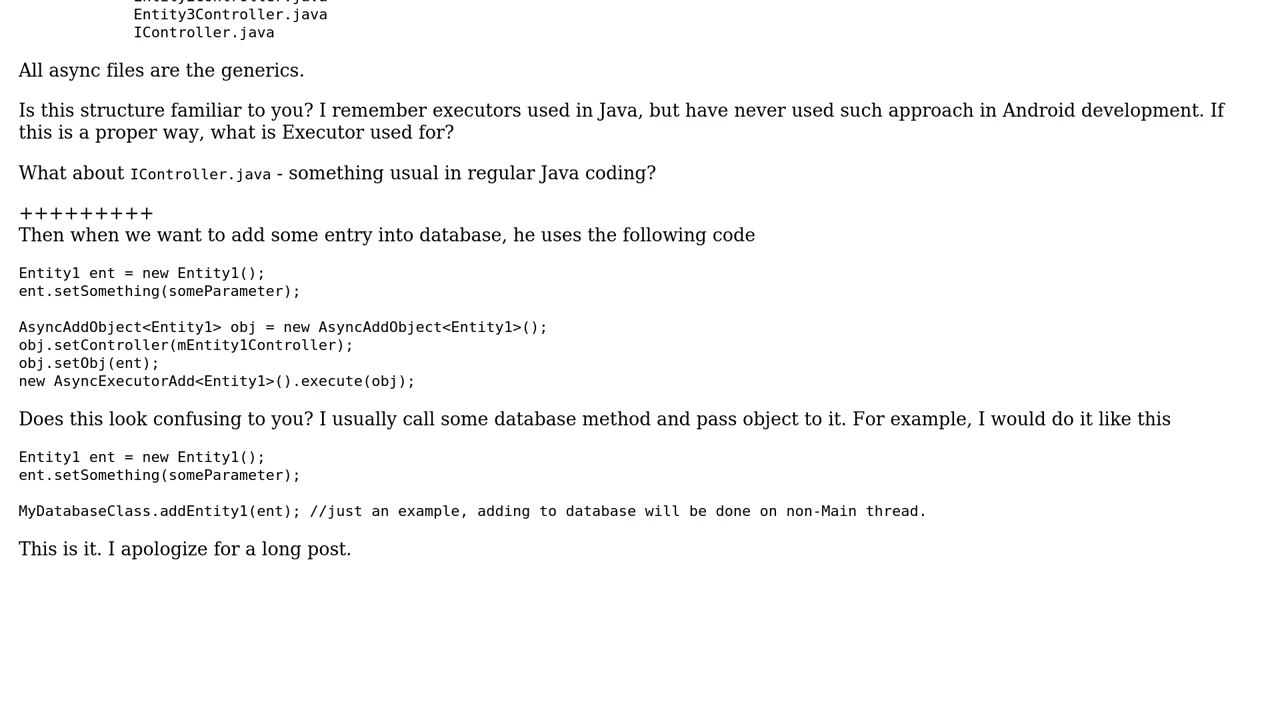 Entity3Controller.java
IController.java
All async files are the generics.
Is this structure familiar to you? I remember executors used in Java, but have never used such approach in Android development. If
this is a proper way, what is Executor used for?
What about IController.java - something usual in regular Java coding?
+++++++++
Then when we want to add some entry into database, he uses the following code
Entity1 ent = new Entity1();
ent.setSomething(someParameter);
AsyncAddObject<Entity1> obj = new AsyncAddObject<Entity1>();
obj.setController(mEntity1Controller);
obj.setObj(ent);
new AsyncExecutorAdd<Entity1>().execute(obj);
Does this look confusing to you? I usually call some database method and pass object to it. For example, I would do it like this
Entity1 ent = new Entity1();
ent.setSomething(someParameter);
MyDatabaseClass.addEntity1(ent); //just an example, adding to database will be done on non-Main thread.
This is it. I apologize for a long post.